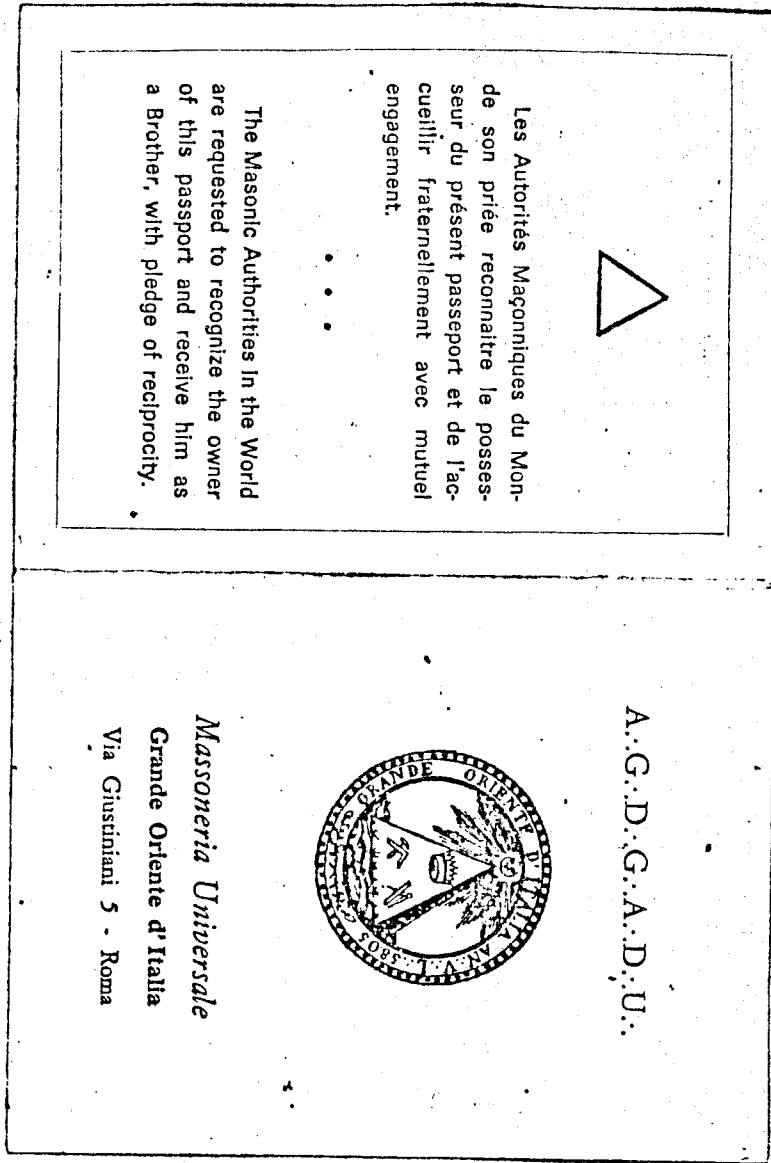 Les Autorités Maçonniques du Mon-
de son priée reconnaitre le posses-
seur du présent passeport et de l'ac-
cueillir fraternellement avec mutuel
engagement.
The Masonic Authorities in the World
are requested to recognize the owner
of this passport and receive him as
a Brother, with pledge of reciprocity.
A∴G∴D∴G∴A∴D∴U∴
GRANDE ORIENTE D'ITALIA AN. V. L. 5805
Massoneria Universale
Grande Oriente d'Italia
Via Giustiniani 5 - Roma